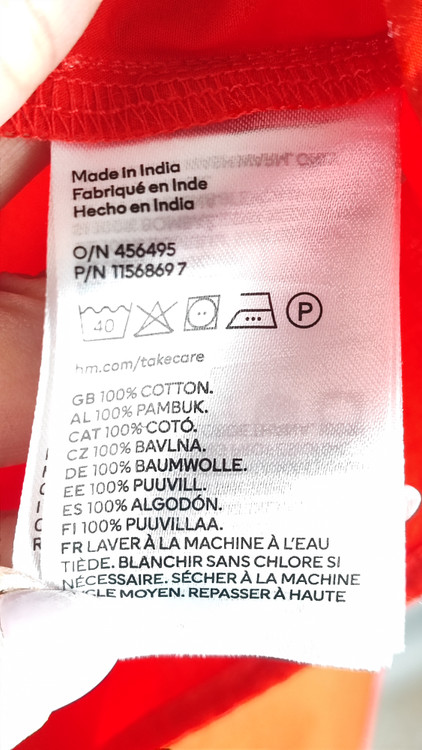 Made in India
Fabriqué en Inde
Hecho en India
O/N 456495
P/N 11568697
40
P
hm.com/takecare
GB 100% COTTON.
AL 100% PAMBUK.
CAT 100% COTÓ.
CZ 100% BAVLNA.
DE 100% BAUMWOLLE.
EE 100% PUUVILL.
ES 100% ALGODÓN.
FI 100% PUUVILLAA.
FR LAVER À LA MACHINE À L'EAU
TIÈDE. BLANCHIR SANS CHLORE SI
NÉCESSAIRE. SÉCHER À LA MACHINE
MOYEN. REPASSER À HAUTE